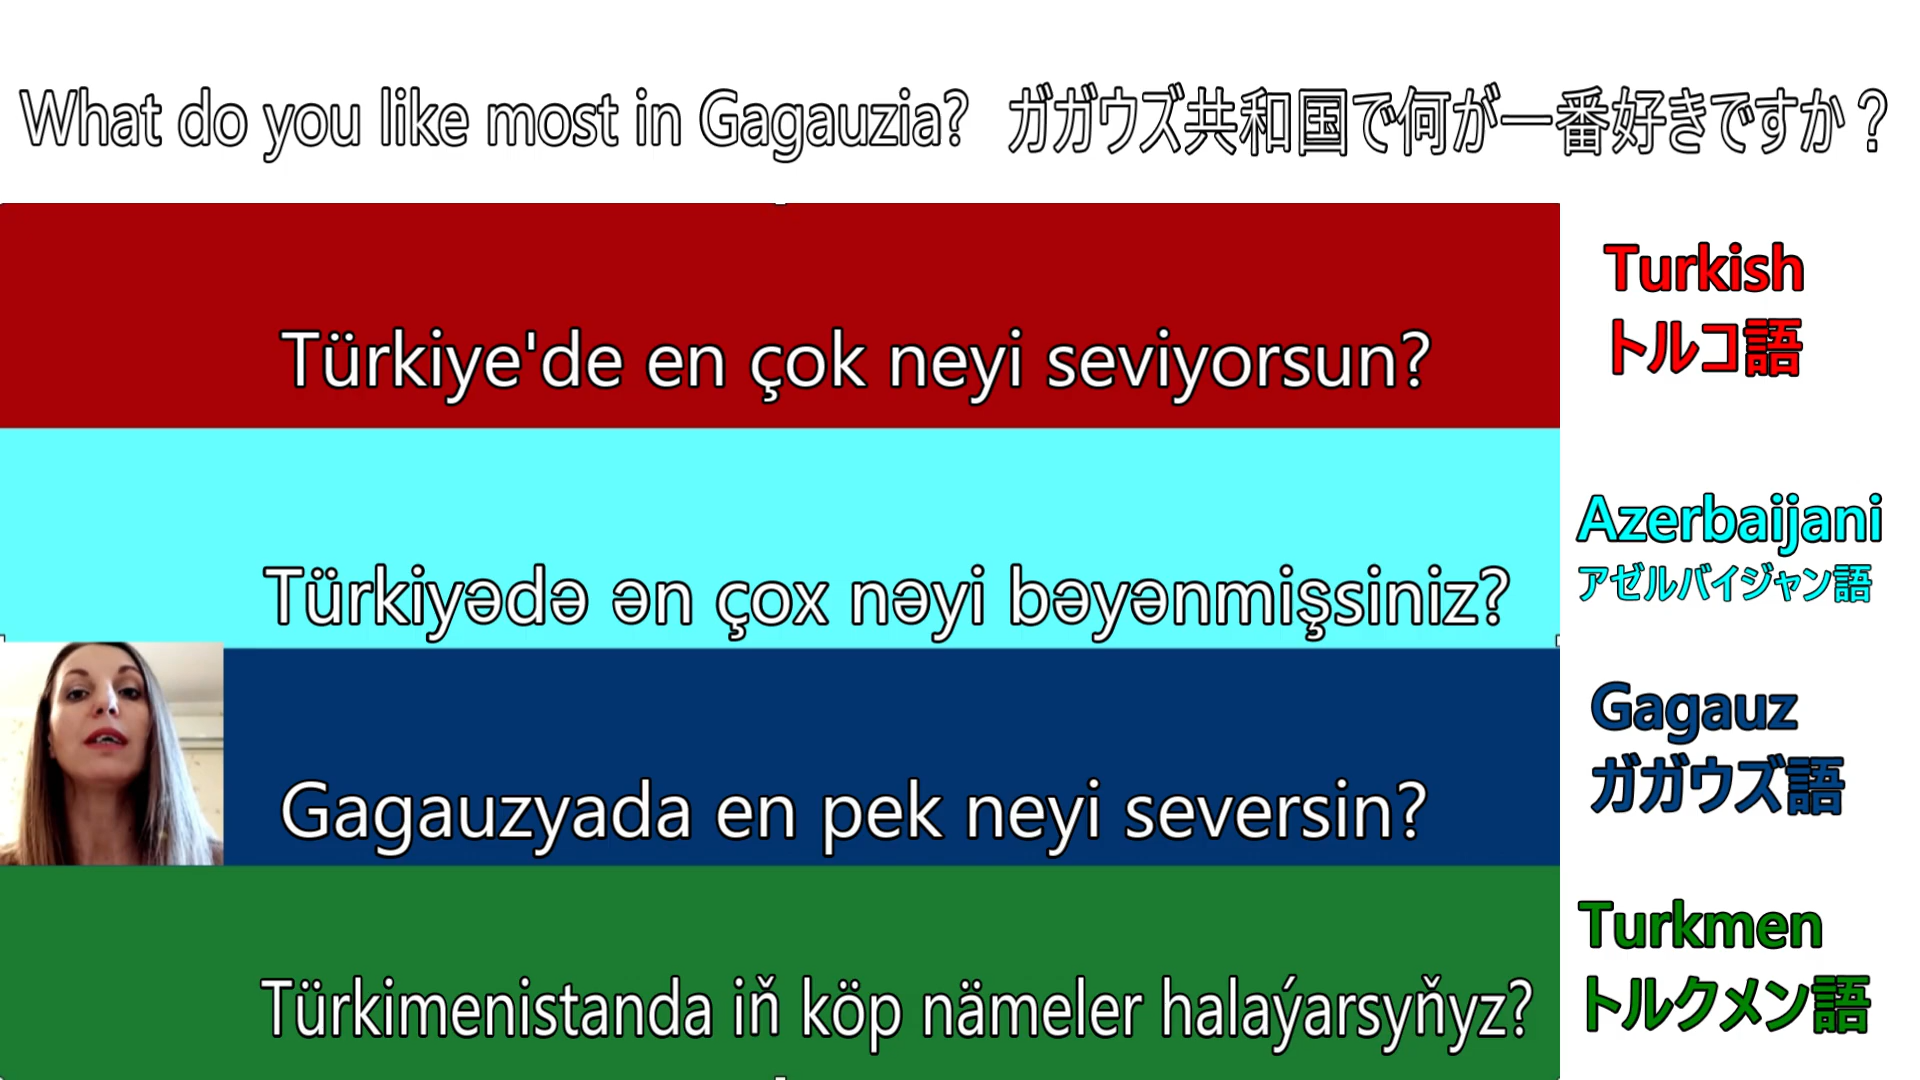 What do you like most in Gagauzia? ガガウズ共和国で何が一番好きですか？
Türkiye'de en çok neyi seviyorsun?
Turkish
トルコ語
Türkiyədə ən çox nəyi bəyənmişsiniz?
Azerbaijani
アゼルバイジャン語
Gagauzyada en pek neyi seversin?
Gagauz
ガガウズ語
Türkimenistanda iň köp nämeler halaýarsyňyz?
Turkmen
トルクメン語